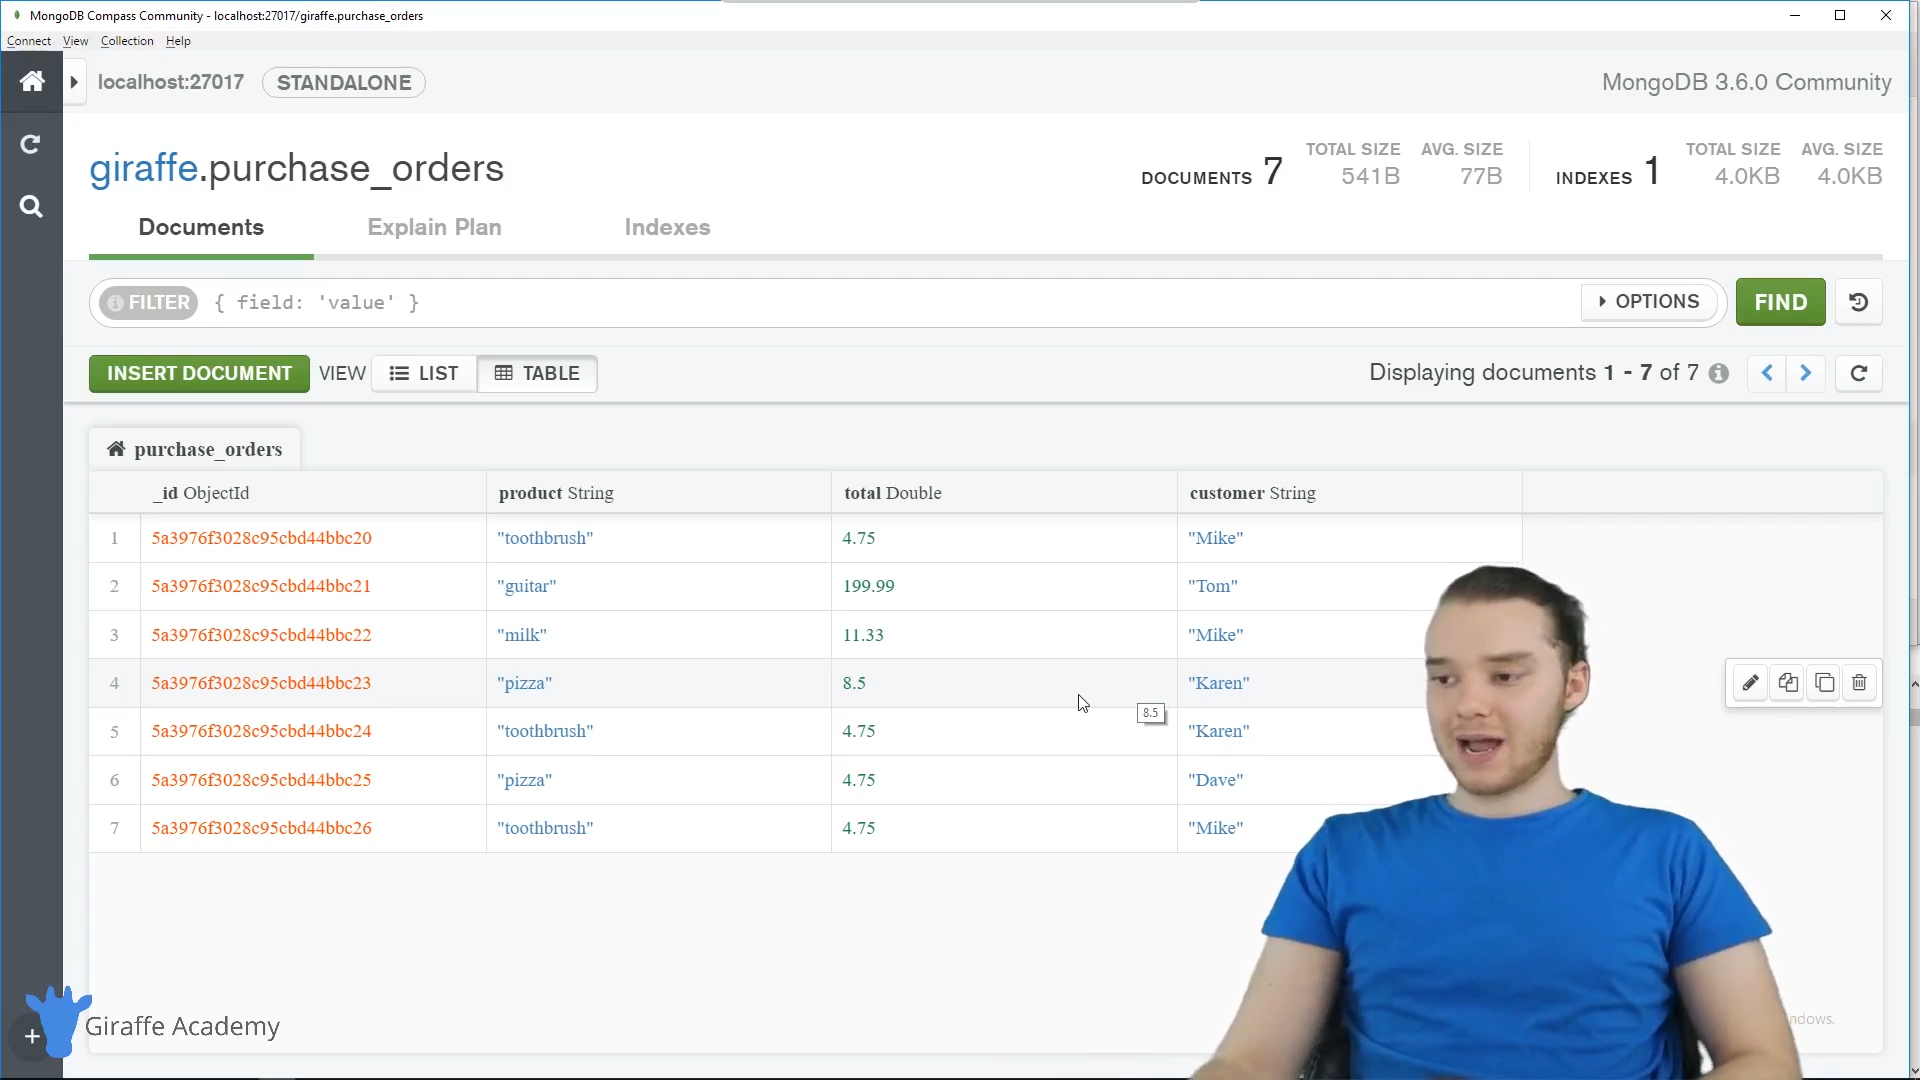 MongoDB Compass Community - localhost:27017/giraffe.purchase_orders
Connect View Collection Help
localhost:27017 STANDALONE MongoDB 3.6.0 Community
giraffe.purchase_orders
DOCUMENTS 7 TOTAL SIZE 541B AVG. SIZE 77B INDEXES 1 TOTAL SIZE 4.0KB AVG. SIZE 4.0KB
Documents Explain Plan Indexes
FILTER { field: 'value' } OPTIONS FIND
INSERT DOCUMENT VIEW LIST TABLE Displaying documents 1 - 7 of 7
purchase_orders
_id ObjectId product String total Double customer String
1 5a3976f3028c95cbd44bbc20 "toothbrush" 4.75 "Mike"
2 5a3976f3028c95cbd44bbc21 "guitar" 199.99 "Tom"
3 5a3976f3028c95cbd44bbc22 "milk" 11.33 "Mike"
4 5a3976f3028c95cbd44bbc23 "pizza" 8.5 "Karen"
8.5
5 5a3976f3028c95cbd44bbc24 "toothbrush" 4.75 "Karen"
6 5a3976f3028c95cbd44bbc25 "pizza" 4.75 "Dave"
7 5a3976f3028c95cbd44bbc26 "toothbrush" 4.75 "Mike"
Giraffe Academy
ndows.